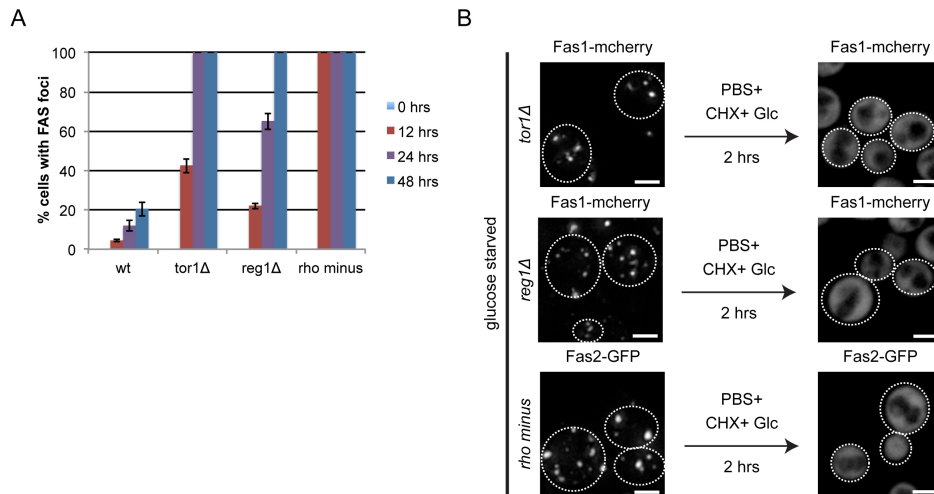 A
% cells with FAS foci
100
80
60
40
20
0
wt
tor1Δ
reg1Δ
rho minus
0 hrs
12 hrs
24 hrs
48 hrs
B
glucose starved
Fas1-mcherry
Fas1-mcherry
tor1Δ
PBS+
CHX+ Glc
2 hrs
Fas1-mcherry
Fas1-mcherry
reg1Δ
PBS+
CHX+ Glc
2 hrs
Fas2-GFP
Fas2-GFP
rho minus
PBS+
CHX+ Glc
2 hrs